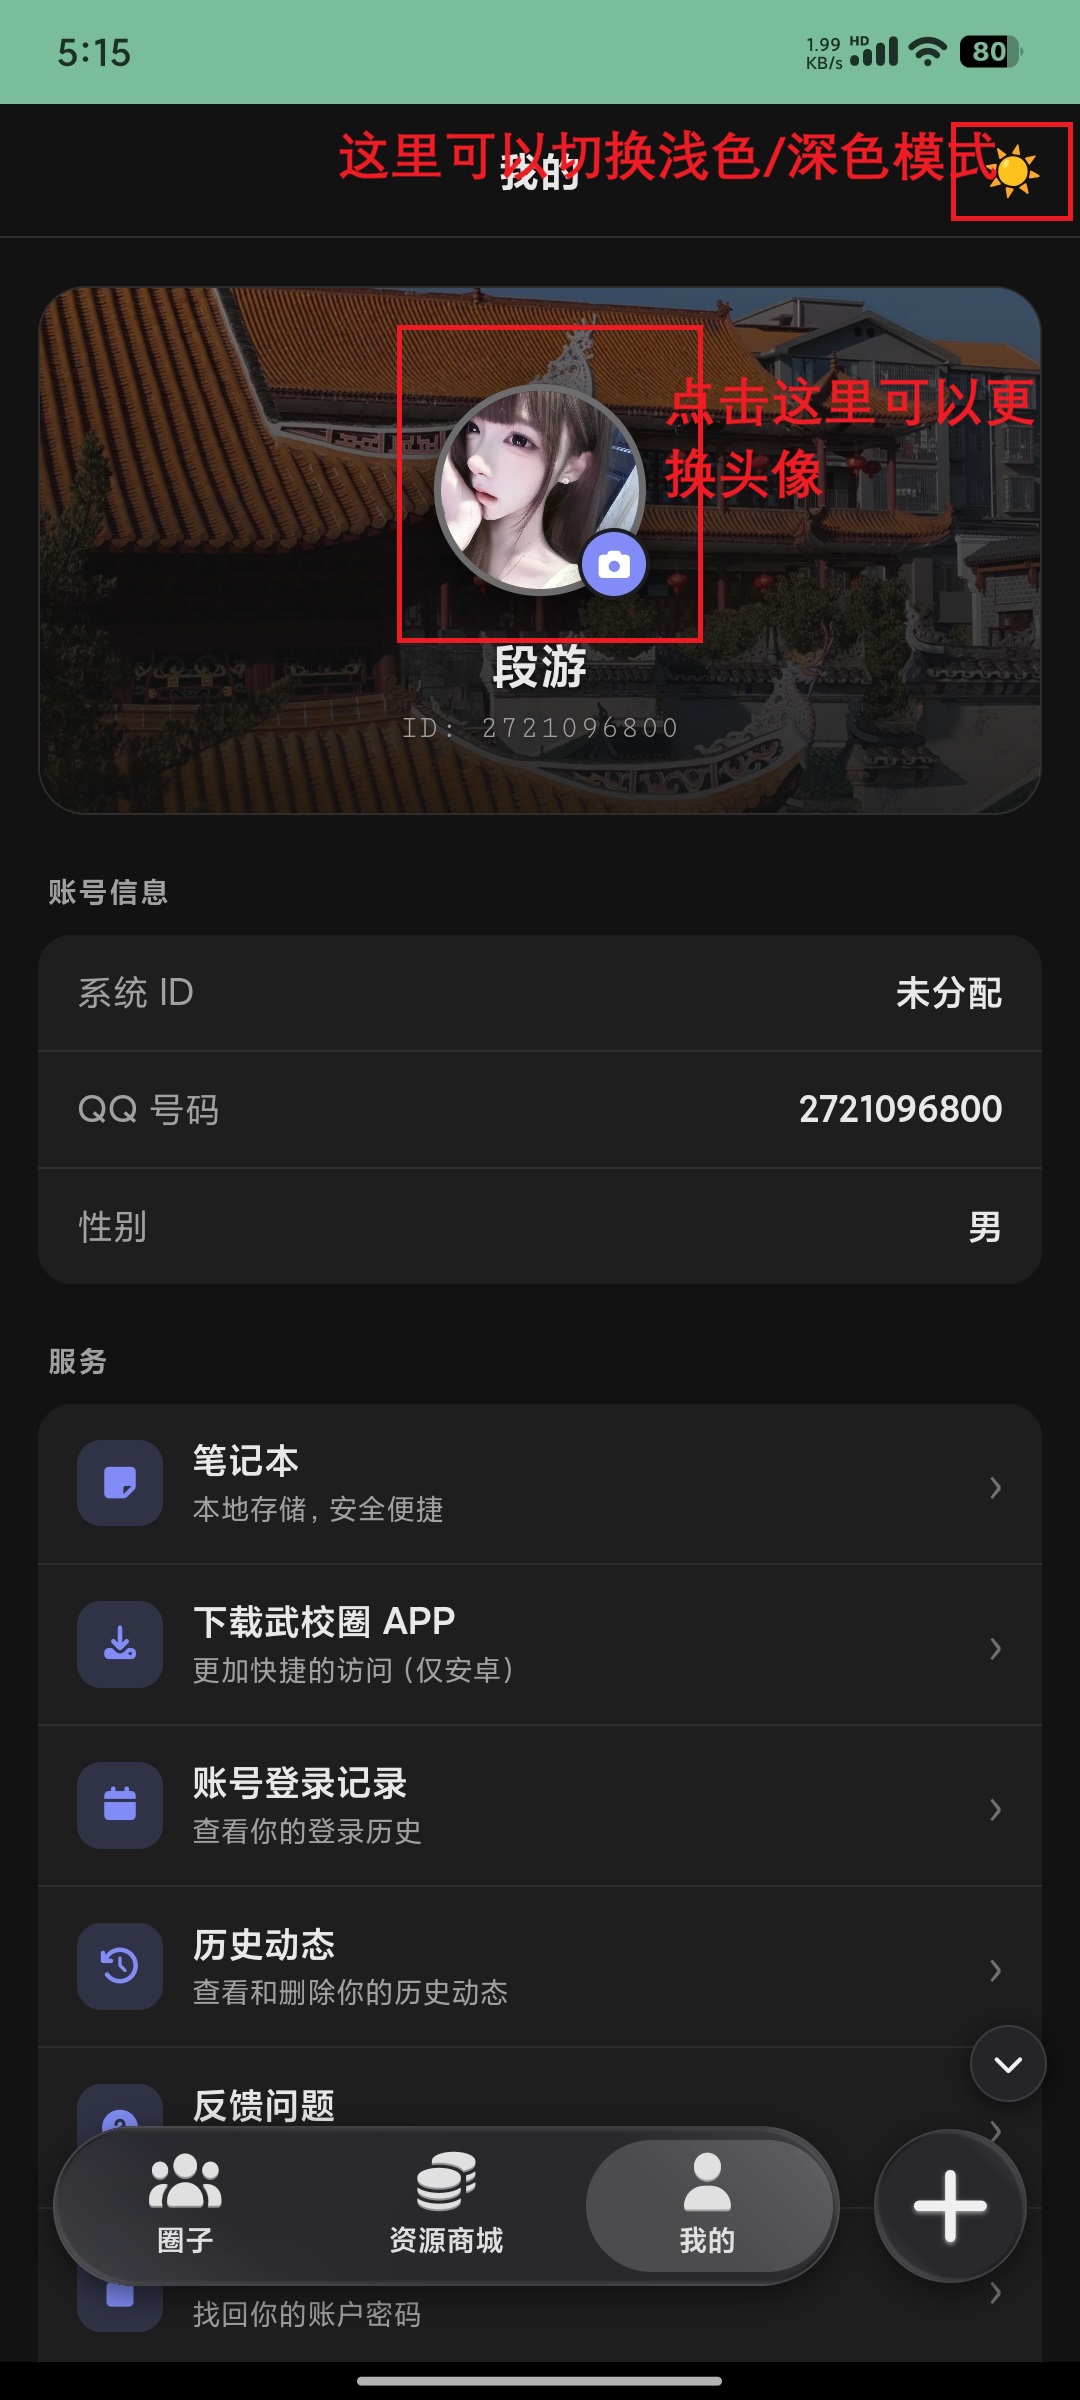 5:15
1.99
KB/s
HD
80
这里可以切换浅色/深色模式
我的
点击这里可以更
换头像
段游
ID: 2721096800
账号信息
系统 ID
未分配
QQ 号码
2721096800
性别
男
服务
笔记本
本地存储，安全便捷
下载武校圈 APP
更加快捷的访问（仅安卓）
账号登录记录
查看你的登录历史
历史动态
查看和删除你的历史动态
反馈问题
圈子
资源商城
我的
找回你的账户密码